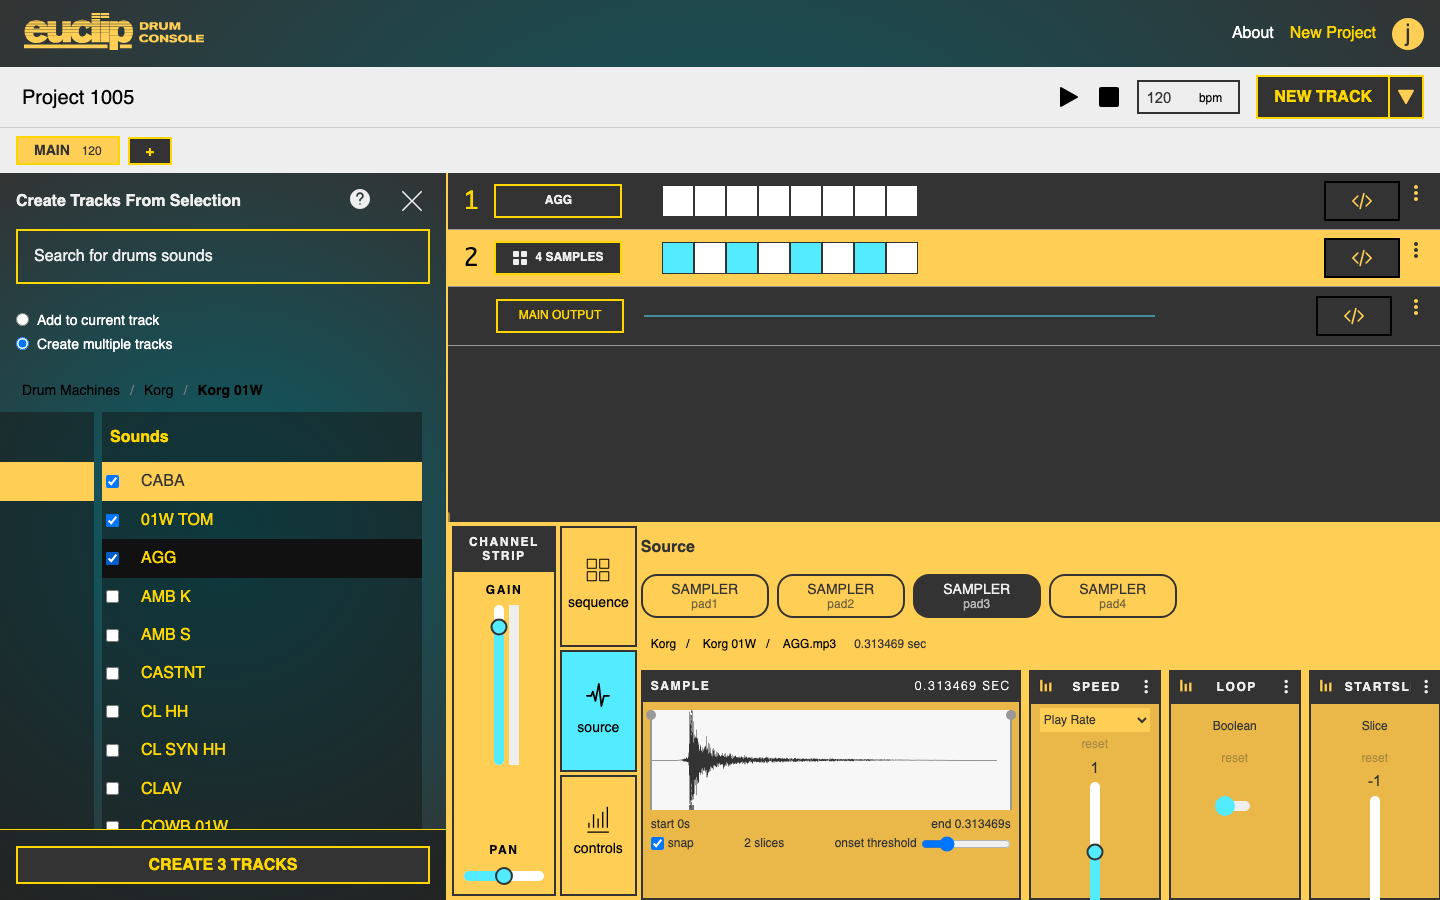 euclip DRUM CONSOLE
About
New Project
j
Project 1005
120 bpm
NEW TRACK
MAIN 120
+
Create Tracks From Selection
?
Search for drums sounds
Add to current track
Create multiple tracks
Drum Machines / Korg / Korg 01W
Sounds
CABA
01W TOM
AGG
AMB K
AMB S
CASTNT
CL HH
CL SYN HH
CLAV
COWB 01W
CREATE 3 TRACKS
1 AGG </>
2 4 SAMPLES </>
MAIN OUTPUT </>
CHANNEL STRIP
GAIN
PAN
sequence
source
controls
Source
SAMPLER pad1
SAMPLER pad2
SAMPLER pad3
SAMPLER pad4
Korg / Korg 01W / AGG.mp3 0.313469 sec
SAMPLE 0.313469 SEC
start 0s end 0.313469s
snap 2 slices onset threshold
SPEED
Play Rate
reset
1
LOOP
Boolean
reset
STARTSL
Slice
reset
-1